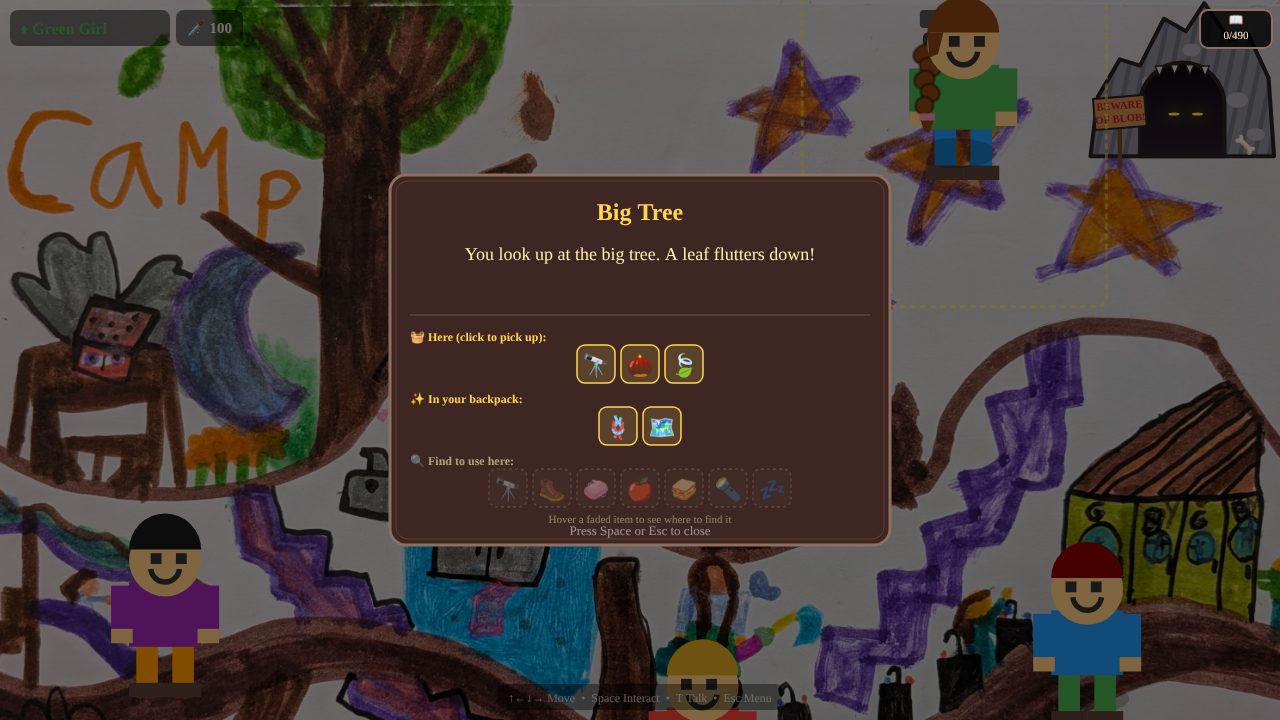 ♦ Green Girl
100
0/490
CaMp
BEWARE
OF BLOB!
Big Tree
You look up at the big tree. A leaf flutters down!
Here (click to pick up):
In your backpack:
Find to use here:
Hover a faded item to see where to find it
Press Space or Esc to close
↑←↓→ Move • Space Interact • T Talk • Esc Menu